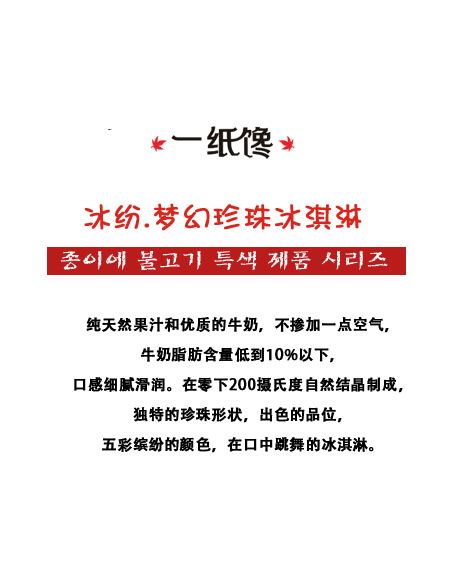 一纸馋
冰纷.梦幻珍珠冰淇淋
종이에 불고기 특색 제품 시리즈
纯天然果汁和优质的牛奶，不掺加一点空气，
牛奶脂肪含量低到10%以下，
口感细腻滑润。在零下200摄氏度自然结晶制成，
独特的珍珠形状，出色的品位，
五彩缤纷的颜色，在口中跳舞的冰淇淋。